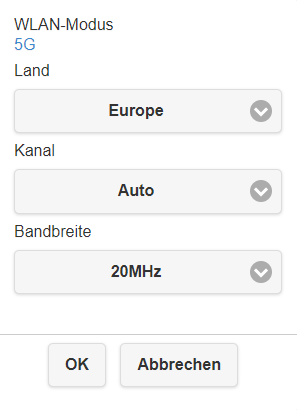 WLAN-Modus
5G
Land
Europe
Kanal
Auto
Bandbreite
20MHz
OK Abbrechen